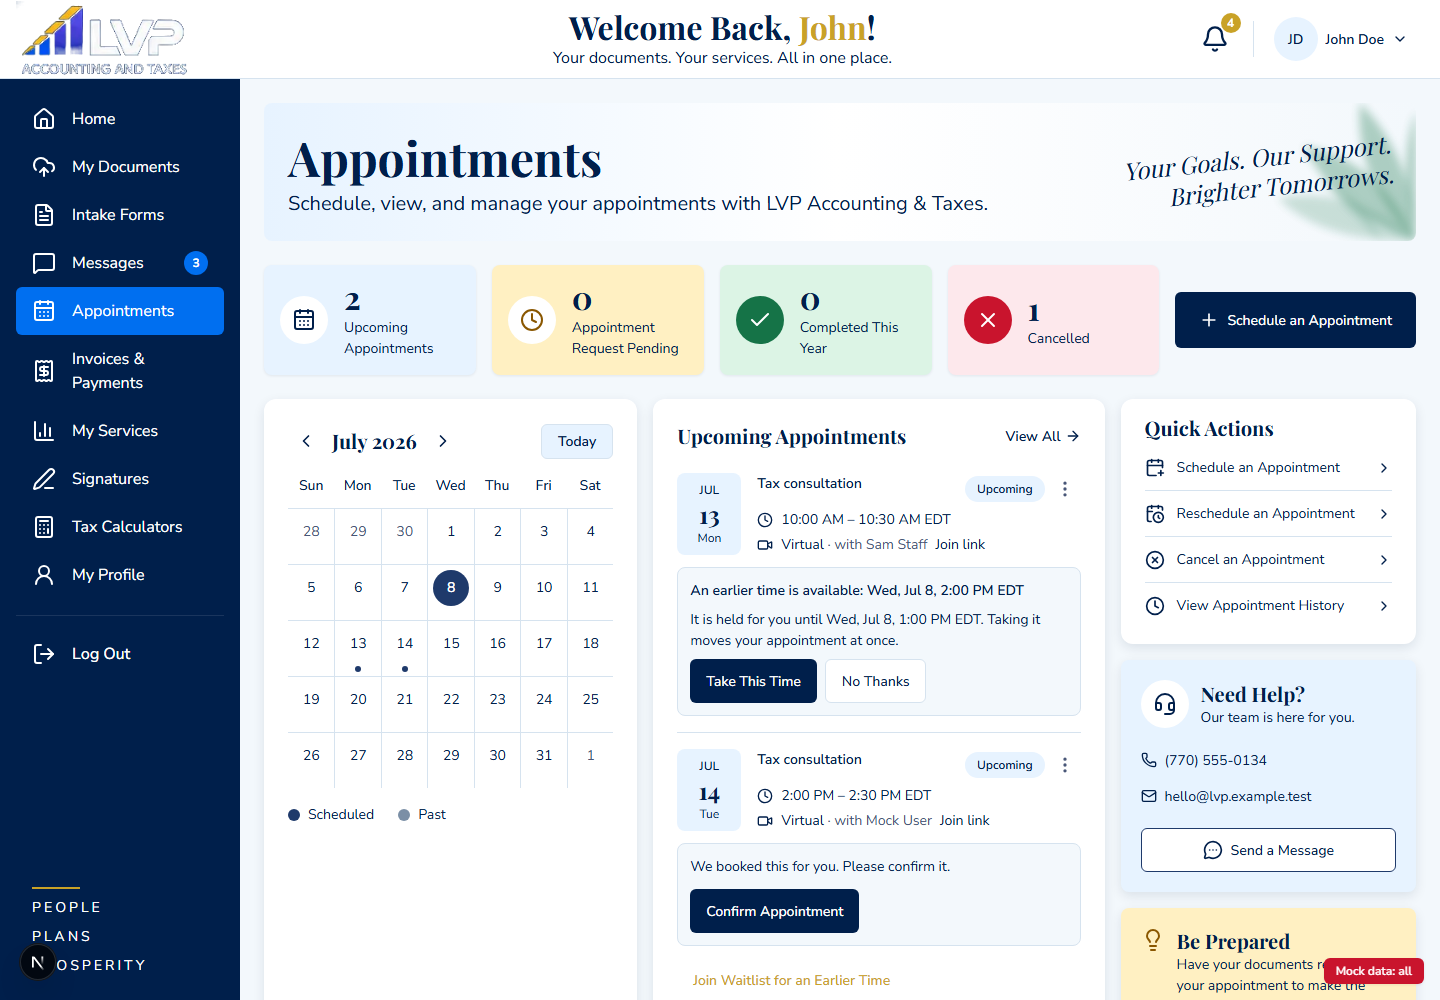 LVP
ACCOUNTING AND TAXES
Welcome Back, John!
Your documents. Your services. All in one place.
4
JD
John Doe
Home
My Documents
Intake Forms
Messages
3
Appointments
Invoices &
Payments
My Services
Signatures
Tax Calculators
My Profile
Log Out
PEOPLE
PLANS
OSPERITY
N
Appointments
Schedule, view, and manage your appointments with LVP Accounting & Taxes.
Your Goals. Our Support.
Brighter Tomorrows.
2
Upcoming
Appointments
0
Appointment
Request Pending
0
Completed This
Year
1
Cancelled
Schedule an Appointment
July 2026
Today
Sun Mon Tue Wed Thu Fri Sat
28 29 30 1 2 3 4
5 6 7 8 9 10 11
12 13 14 15 16 17 18
19 20 21 22 23 24 25
26 27 28 29 30 31 1
Scheduled
Past
Upcoming Appointments
View All
JUL
13
Mon
Tax consultation
Upcoming
10:00 AM – 10:30 AM EDT
Virtual · with Sam Staff Join link
An earlier time is available: Wed, Jul 8, 2:00 PM EDT
It is held for you until Wed, Jul 8, 1:00 PM EDT. Taking it
moves your appointment at once.
Take This Time
No Thanks
JUL
14
Tue
Tax consultation
Upcoming
2:00 PM – 2:30 PM EDT
Virtual · with Mock User Join link
We booked this for you. Please confirm it.
Confirm Appointment
Join Waitlist for an Earlier Time
Quick Actions
Schedule an Appointment
Reschedule an Appointment
Cancel an Appointment
View Appointment History
Need Help?
Our team is here for you.
(770) 555-0134
hello@lvp.example.test
Send a Message
Be Prepared
Have your documents
your appointment to make the
Mock data: all